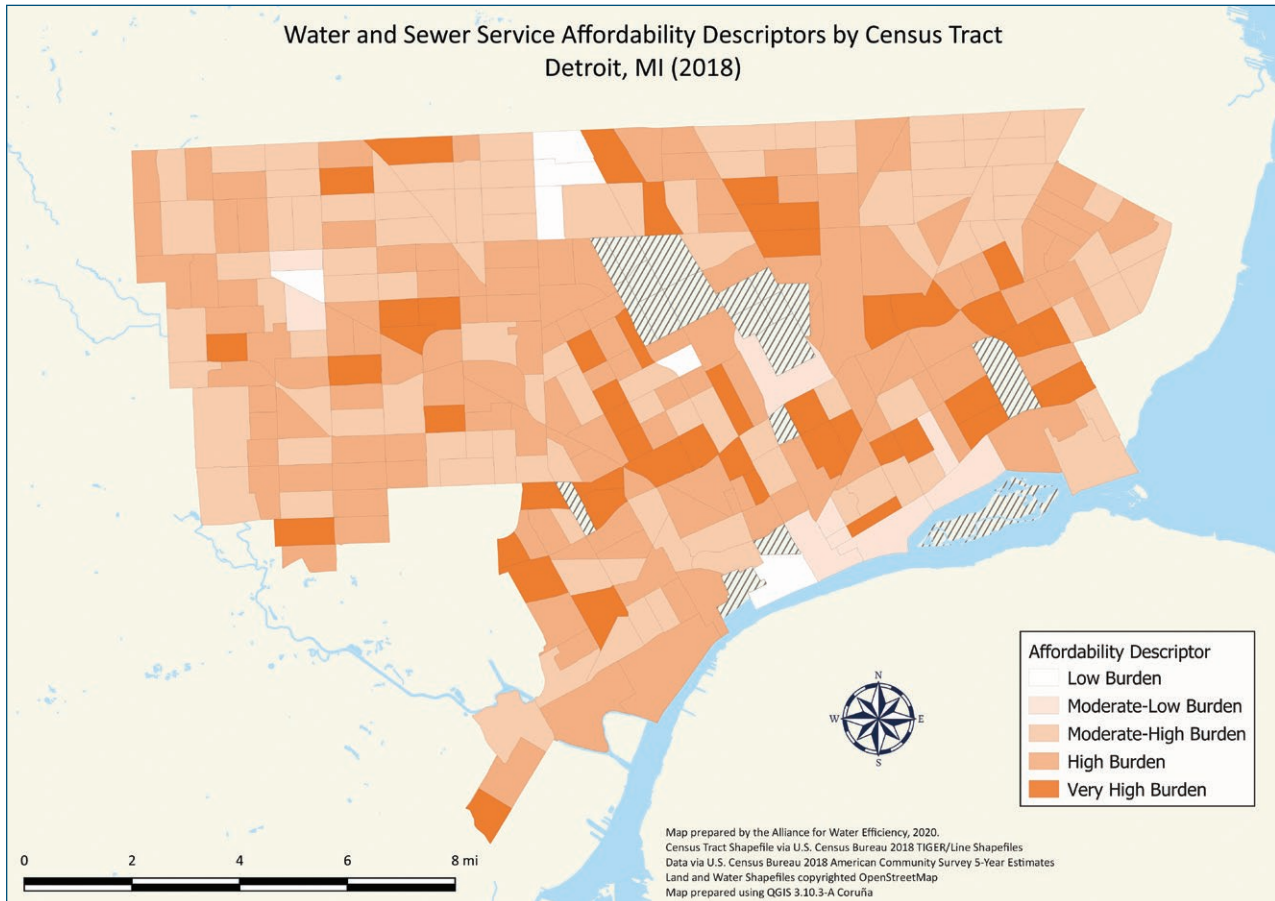 Water and Sewer Service Affordability Descriptors by Census Tract
Detroit, MI (2018)
Affordability Descriptor
Low Burden
Moderate-Low Burden
Moderate-High Burden
High Burden
Very High Burden
N
W E
S
0 2 4 6 8 mi
Map prepared by the Alliance for Water Efficiency, 2020.
Census Tract Shapefile via U.S. Census Bureau 2018 TIGER/Line Shapefiles
Data via U.S. Census Bureau 2018 American Community Survey 5-Year Estimates
Land and Water Shapefiles copyrighted OpenStreetMap
Map prepared using QGIS 3.10.3-A Coruña